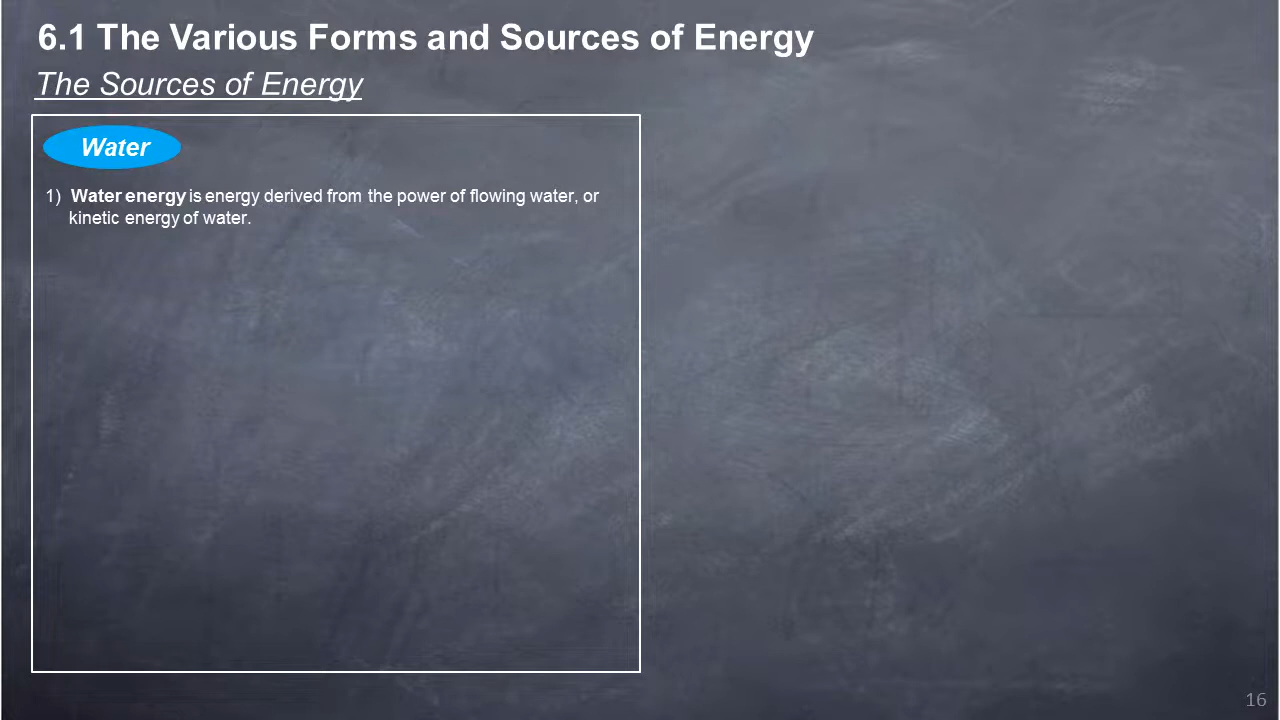 6.1 The Various Forms and Sources of Energy
The Sources of Energy
Water
1) Water energy is energy derived from the power of flowing water, or
kinetic energy of water.
16